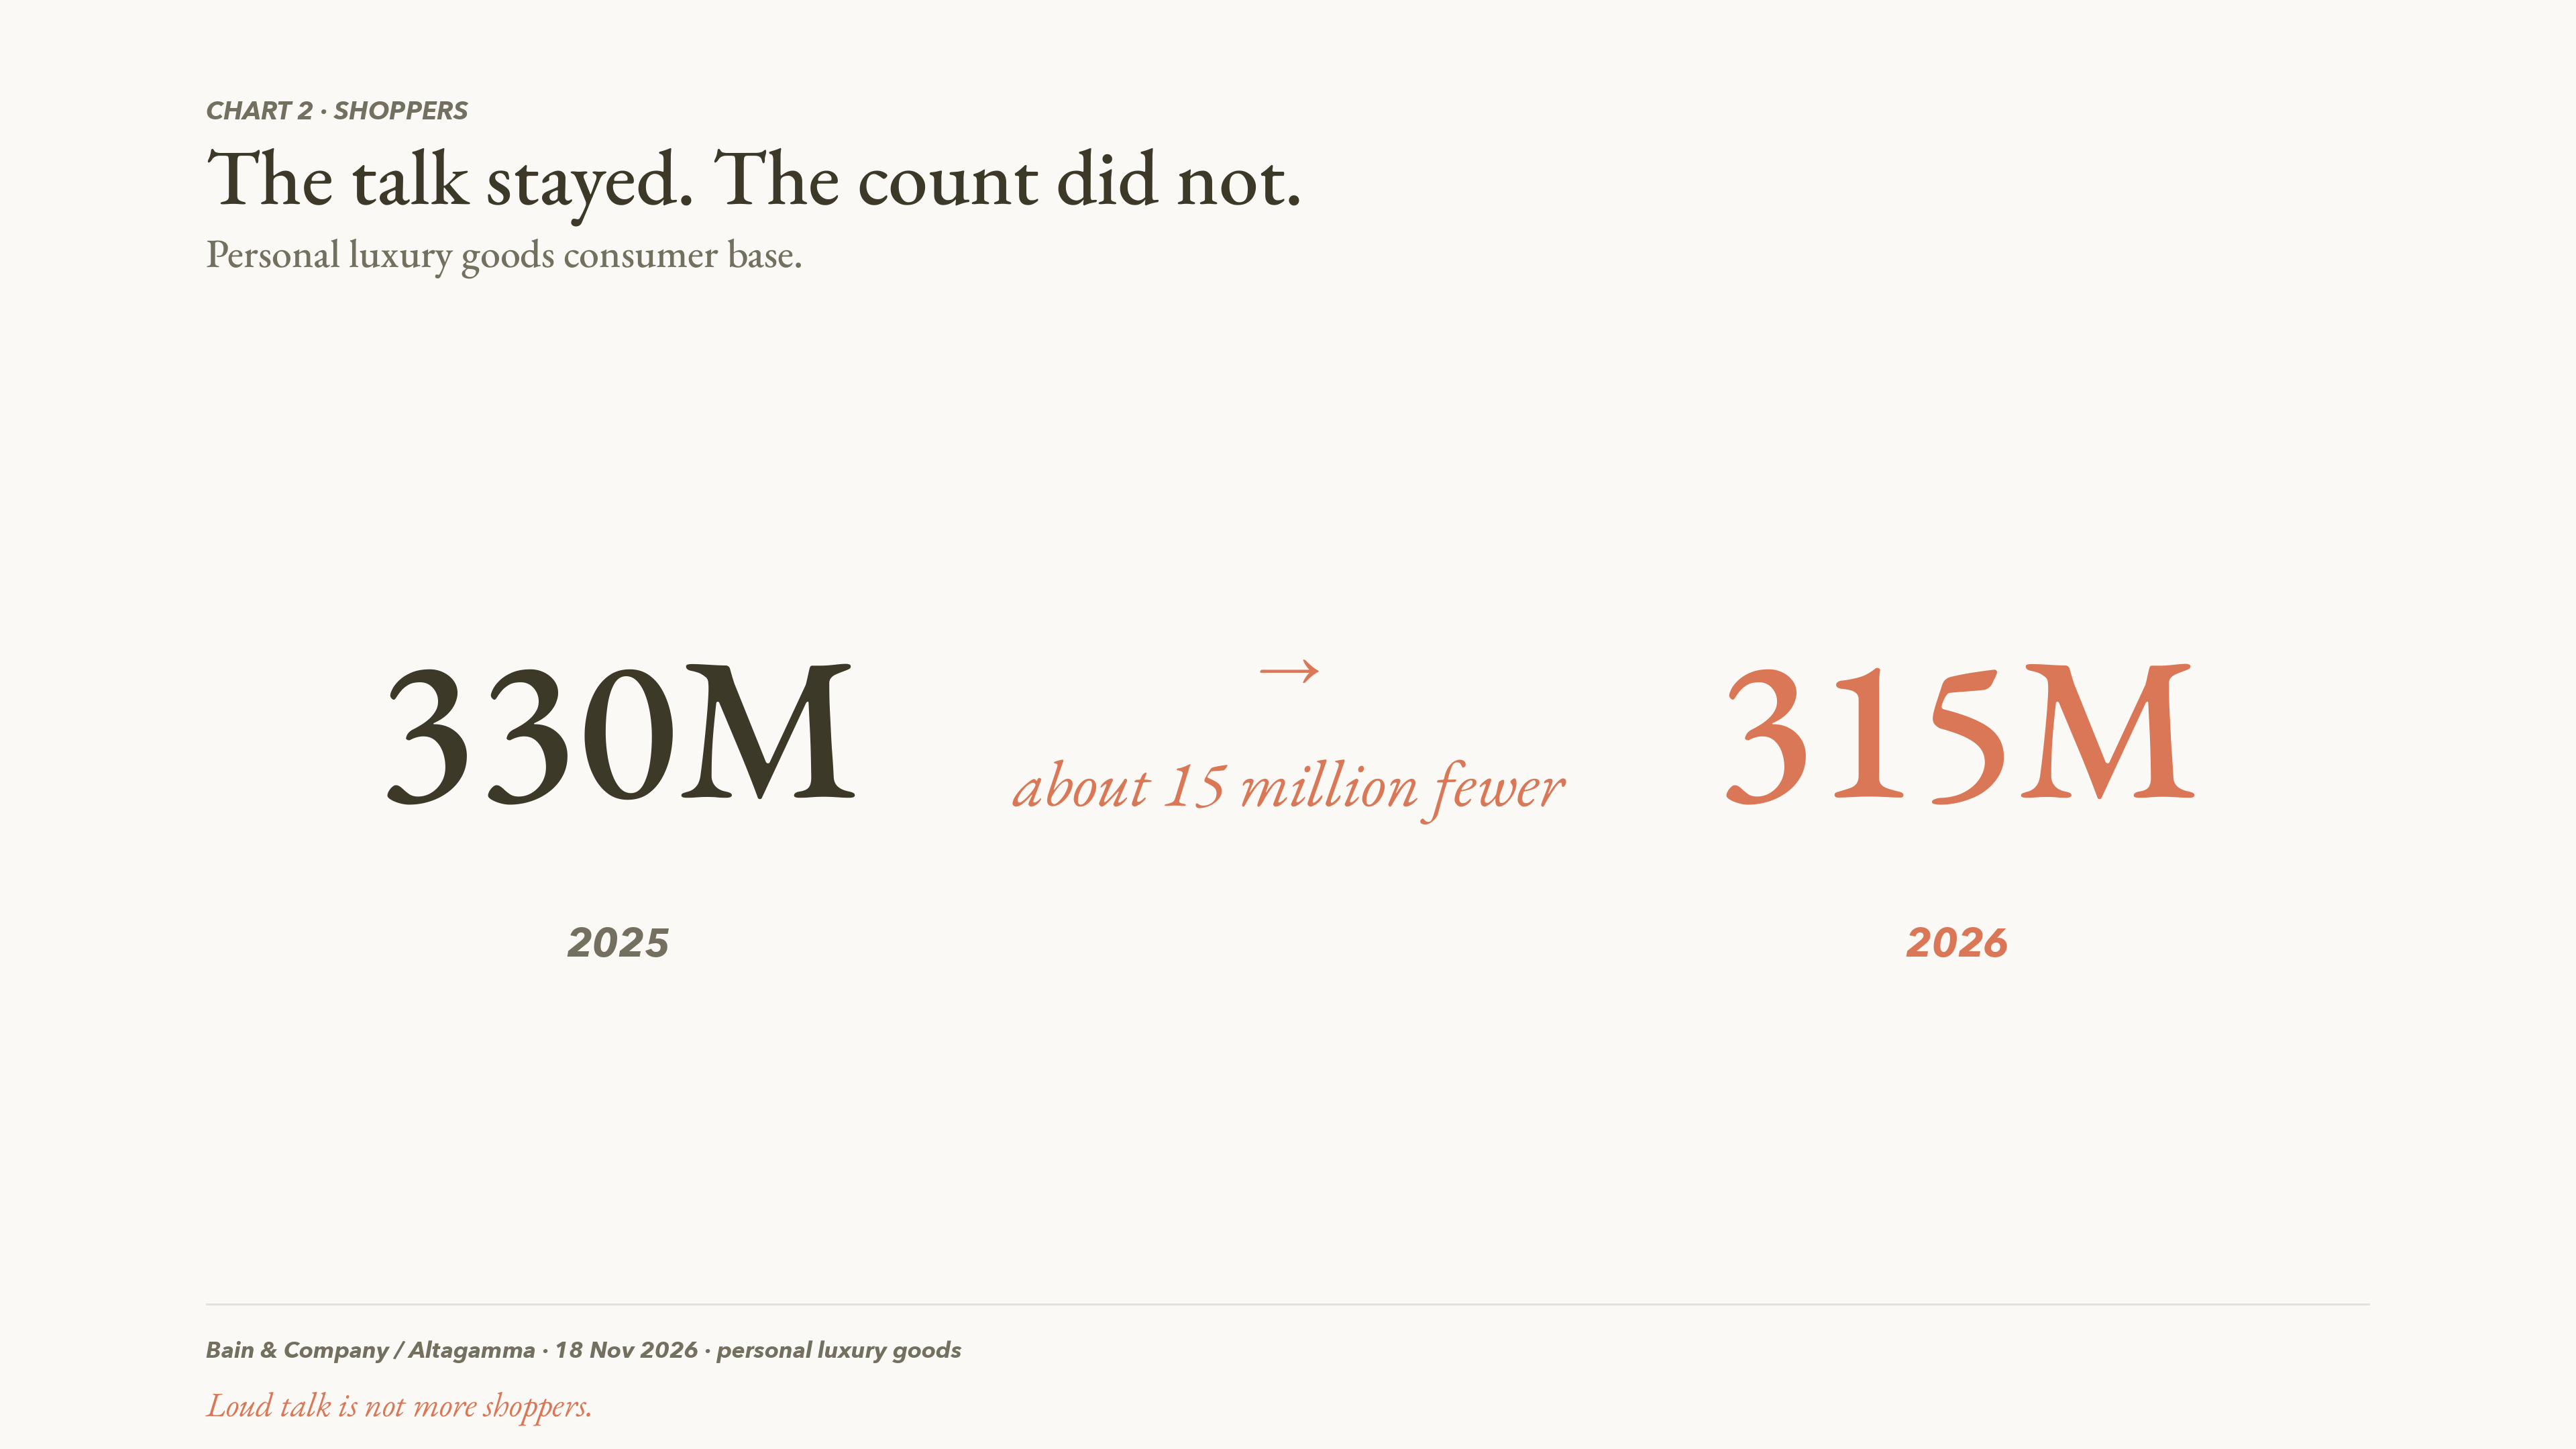 CHART 2 · SHOPPERS
The talk stayed. The count did not.
Personal luxury goods consumer base.
330M
→
about 15 million fewer
315M
2025
2026
Bain & Company / Altagamma · 18 Nov 2026 · personal luxury goods
Loud talk is not more shoppers.